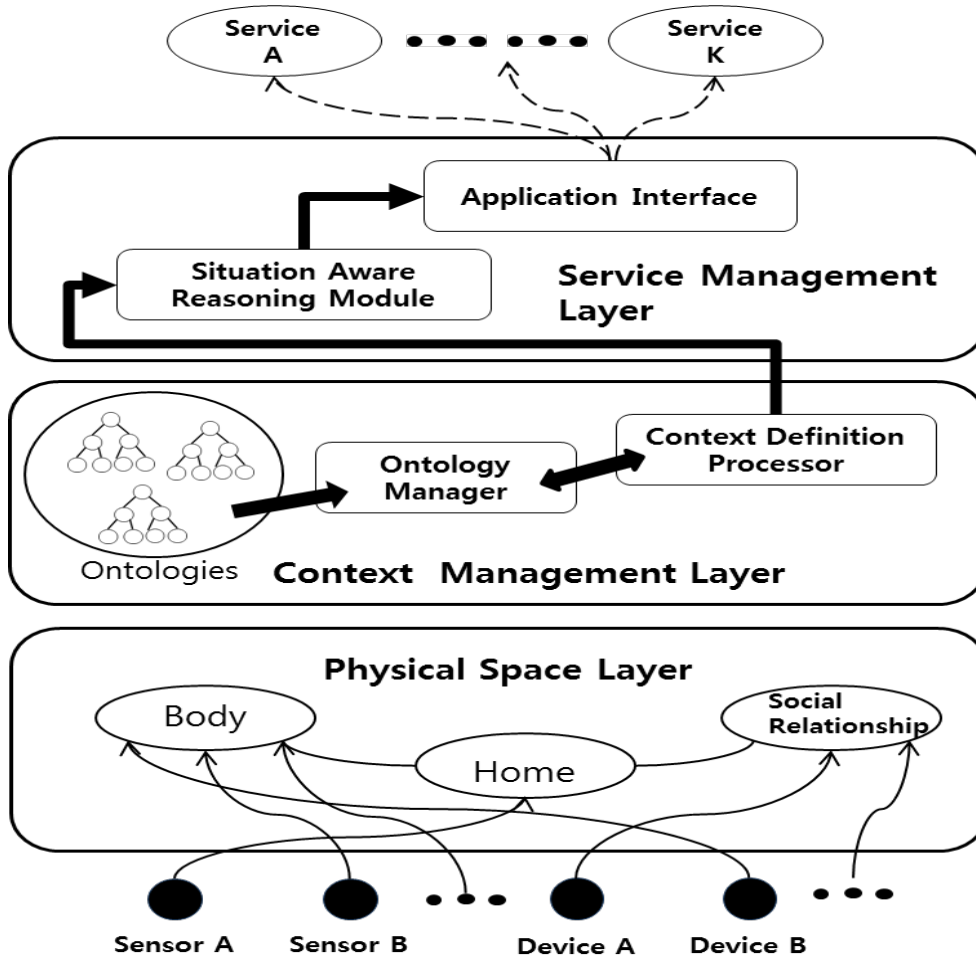 Service
A
Service
K
Application Interface
Situation Aware
Reasoning Module
Service Management
Layer
Context Definition
Processor
Ontology
Manager
Ontologies
Context Management Layer
Physical Space Layer
Body
Social
Relationship
Home
Sensor A
Sensor B
Device A
Device B